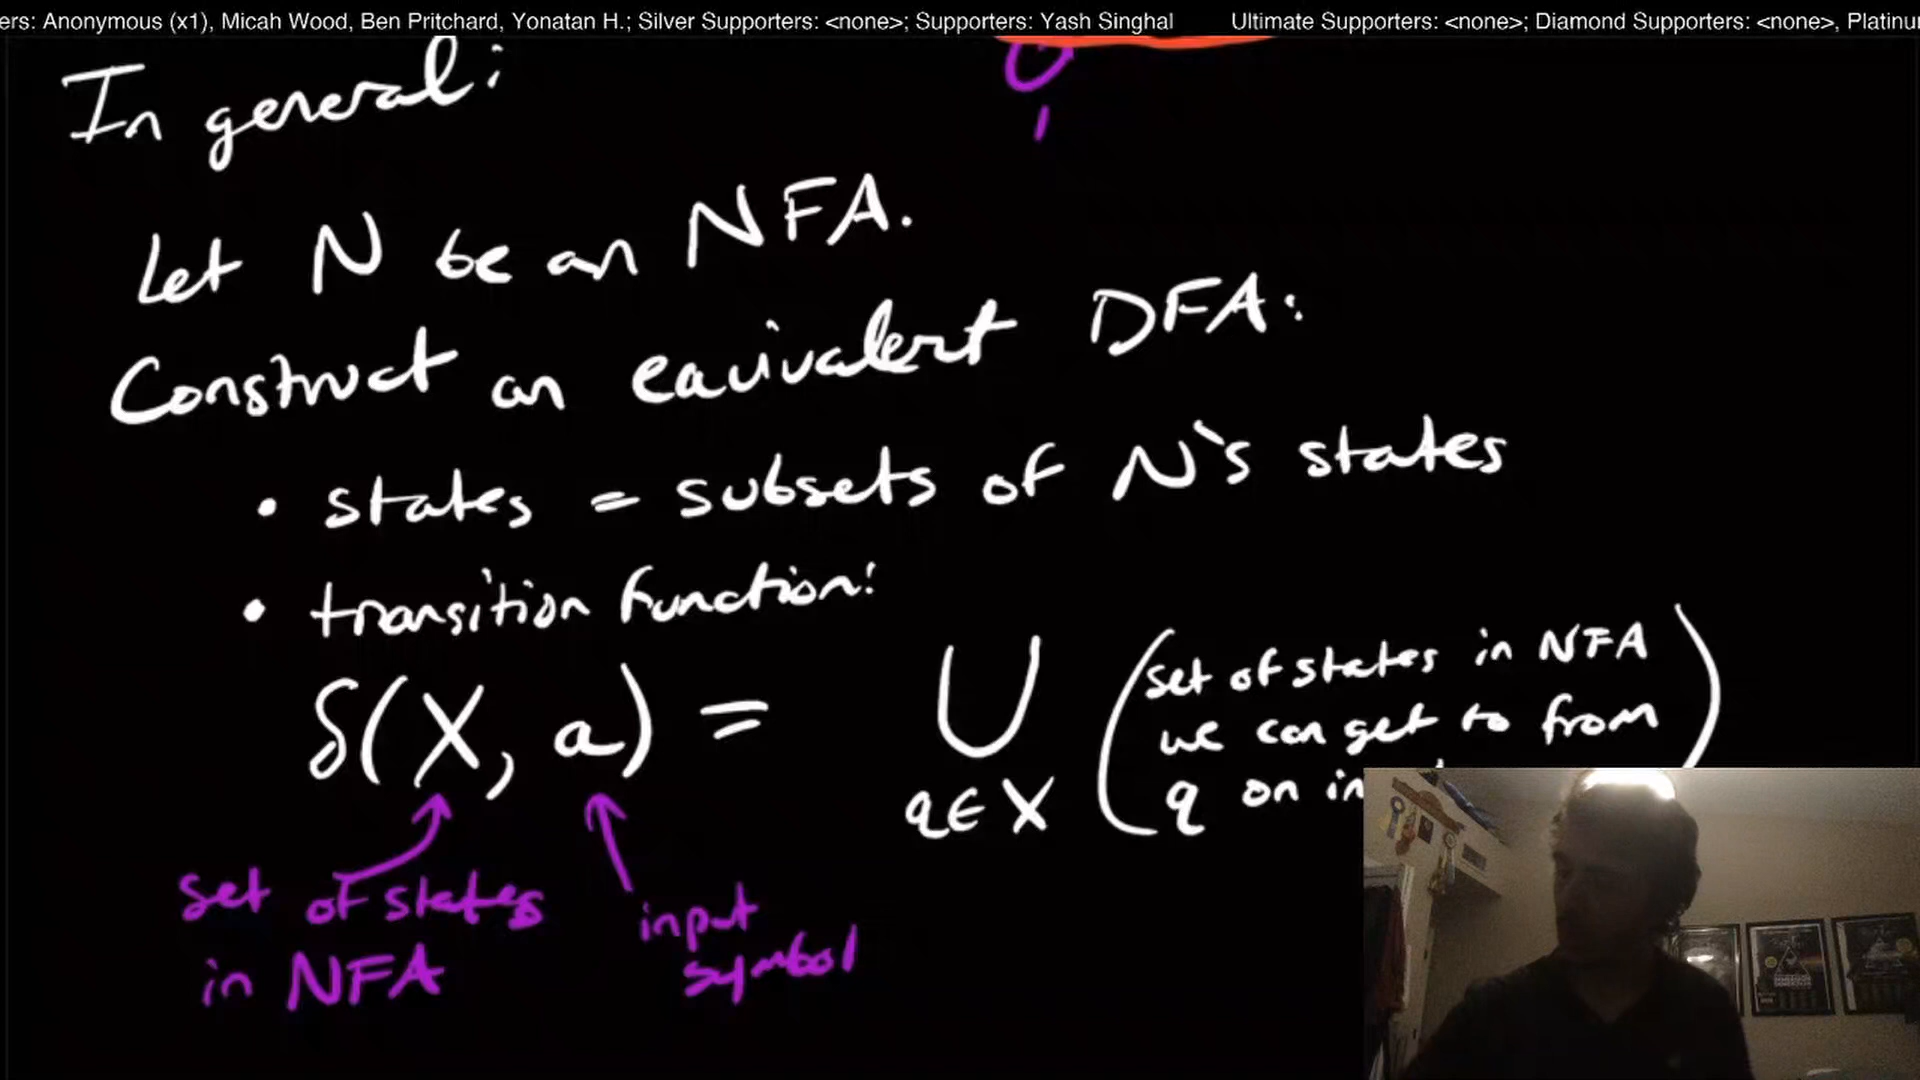 ers: Anonymous (x1), Micah Wood, Ben Pritchard, Yonatan H.; Silver Supporters: <none>; Supporters: Yash Singhal Ultimate Supporters: <none>; Diamond Supporters: <none>, Platinu
In general:
1
Let N be an NFA.
Construct an equivalent DFA:
• states = subsets of N's states
• transition function:
δ(X, a) = ⋃ q∈X (set of states in NFA
we can get to from
q on in
set of states
in NFA
input
symbol